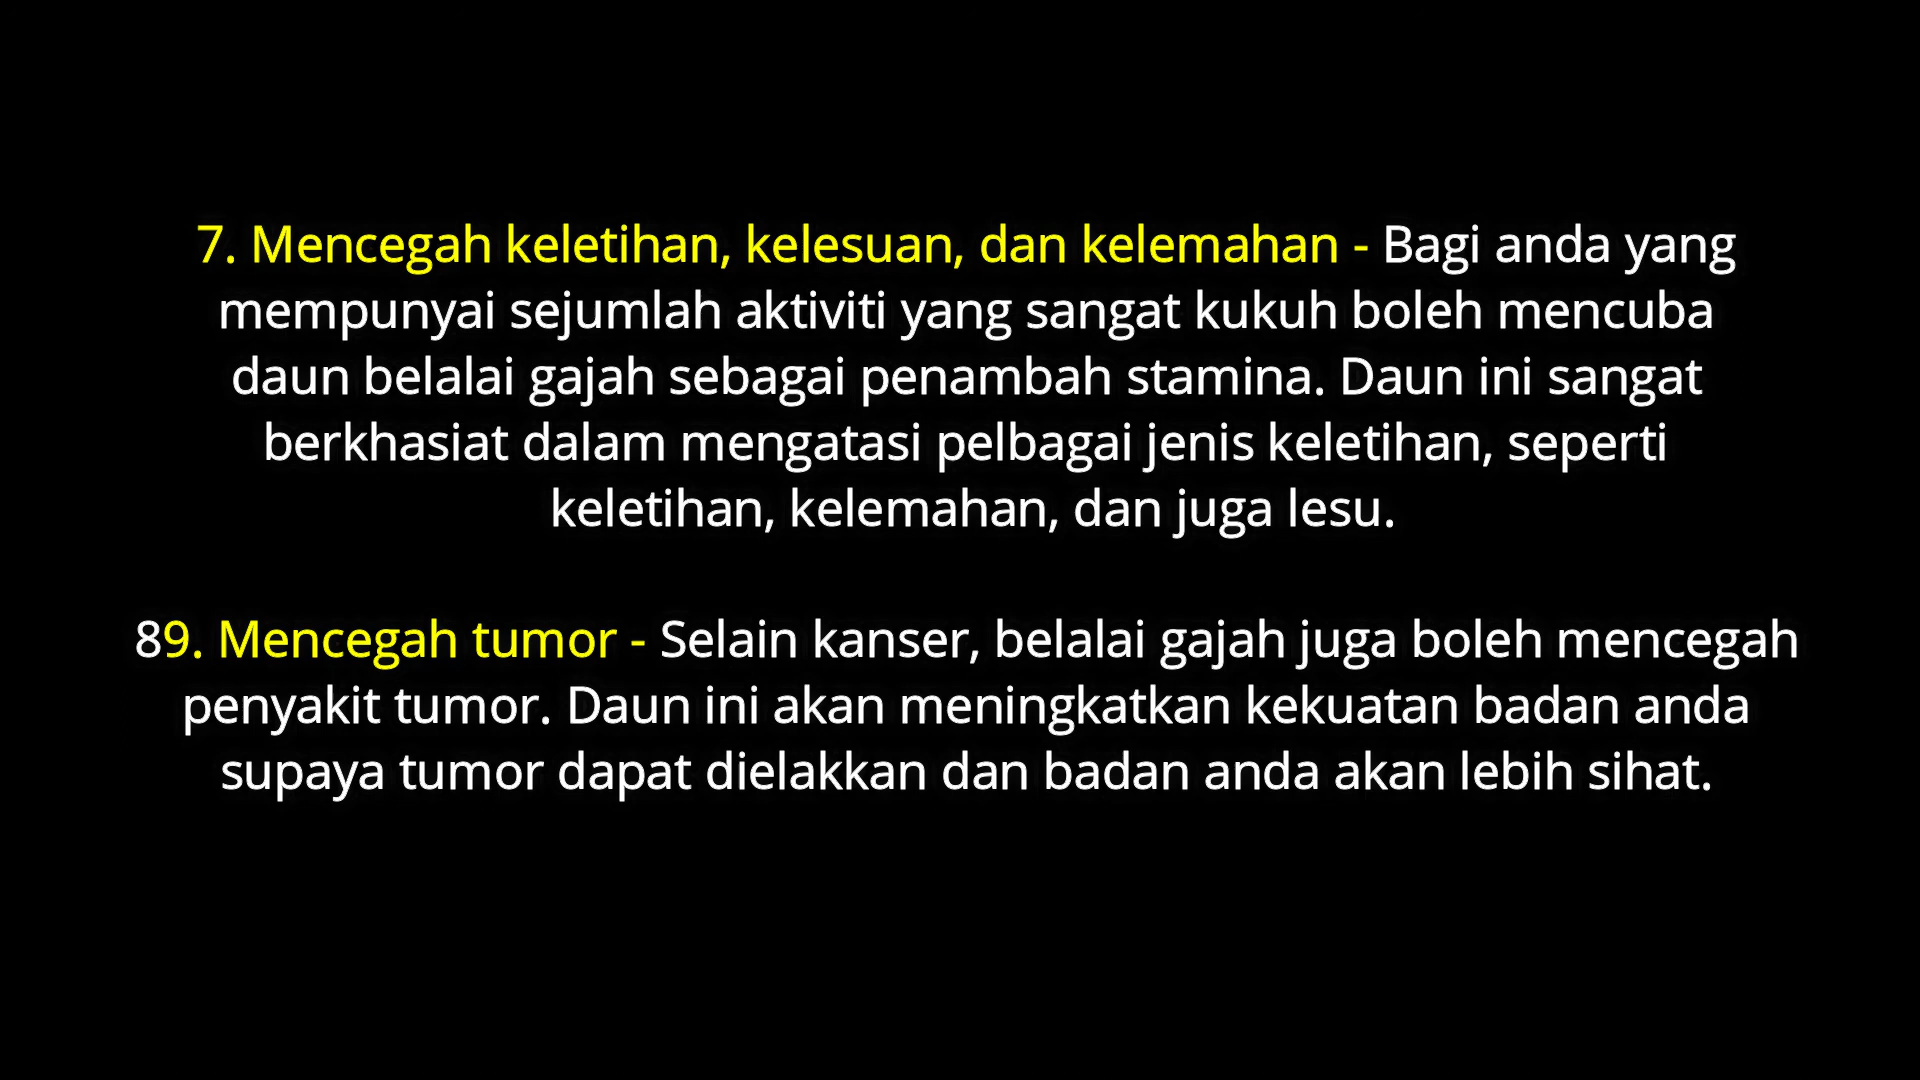 7. Mencegah keletihan, kelesuan, dan kelemahan - Bagi anda yang
mempunyai sejumlah aktiviti yang sangat kukuh boleh mencuba
daun belalai gajah sebagai penambah stamina. Daun ini sangat
berkhasiat dalam mengatasi pelbagai jenis keletihan, seperti
keletihan, kelemahan, dan juga lesu.
89. Mencegah tumor - Selain kanser, belalai gajah juga boleh mencegah
penyakit tumor. Daun ini akan meningkatkan kekuatan badan anda
supaya tumor dapat dielakkan dan badan anda akan lebih sihat.